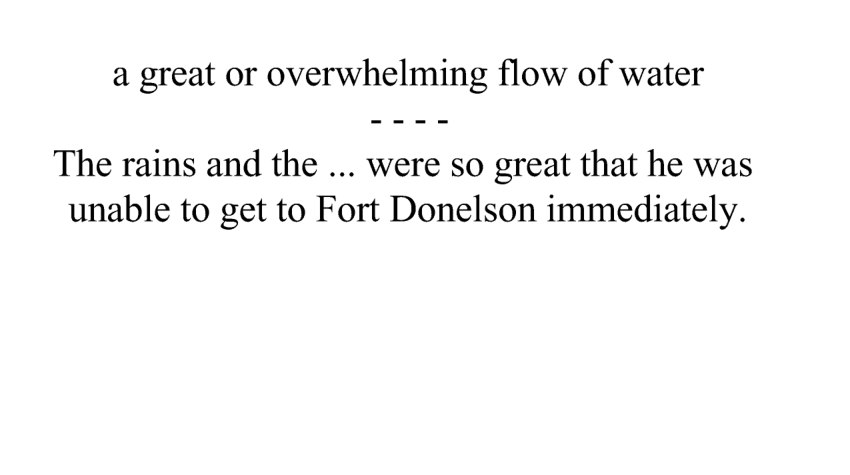 a great or overwhelming flow of water
- - - -
The rains and the ... were so great that he was
unable to get to Fort Donelson immediately.